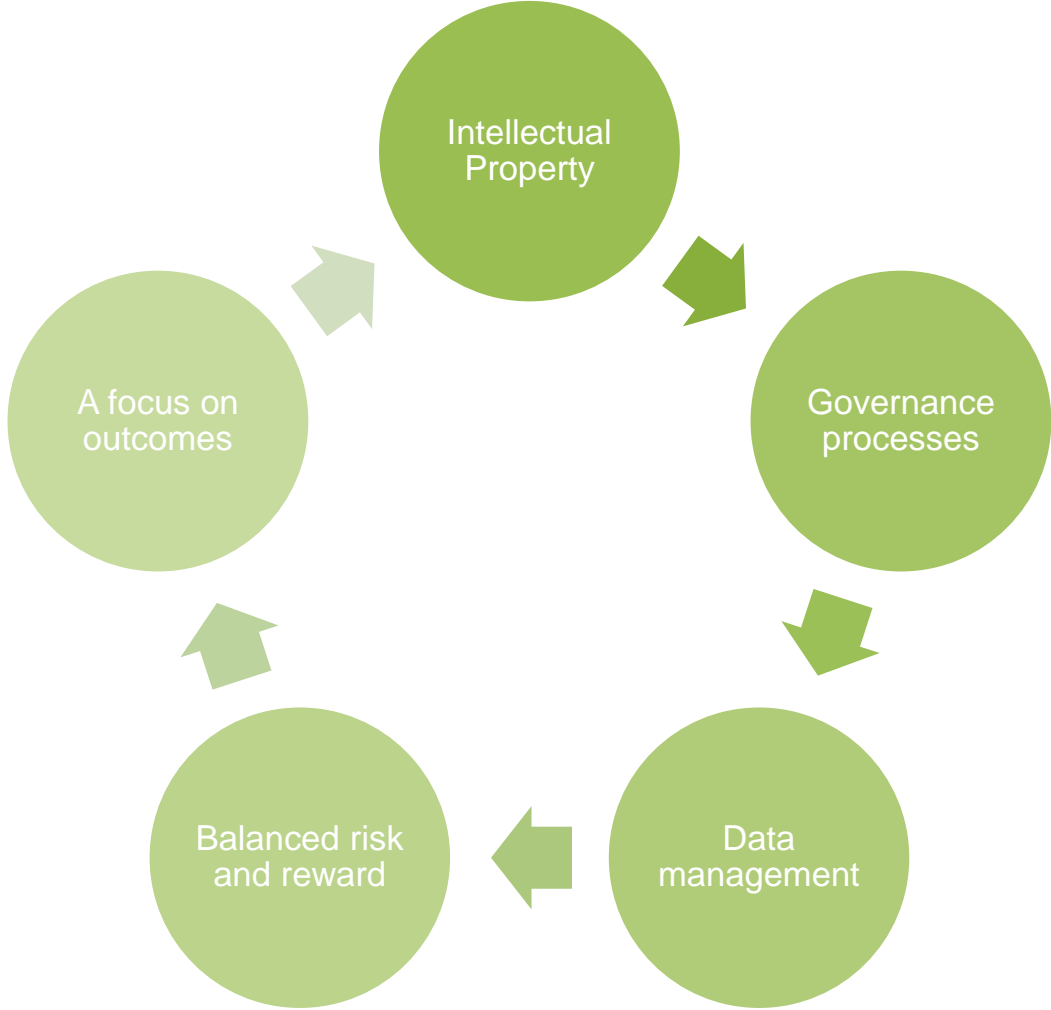 Intellectual
Property
Governance
processes
Data
management
Balanced risk
and reward
A focus on
outcomes